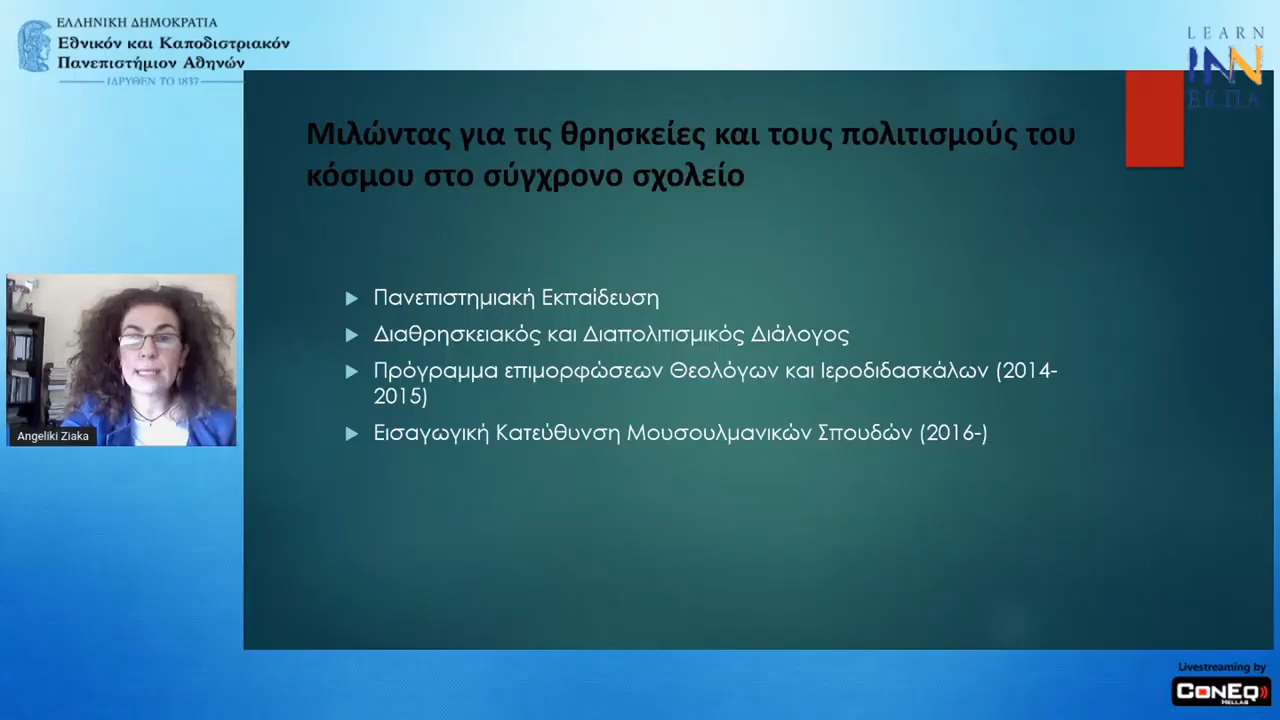 ΕΛΛΗΝΙΚΗ ΔΗΜΟΚΡΑΤΙΑ
Εθνικόν και Καποδιστριακόν
Πανεπιστήμιον Αθηνών
ΙΔΡΥΘΕΝ ΤΟ 1837
LEARN
INN
ΕΚΠΑ
Μιλώντας για τις θρησκείες και τους πολιτισμούς του
κόσμου στο σύγχρονο σχολείο
Πανεπιστημιακή Εκπαίδευση
Διαθρησκειακός και Διαπολιτισμικός Διάλογος
Πρόγραμμα επιμορφώσεων Θεολόγων και Ιεροδιδασκάλων (2014-
2015)
Εισαγωγική Κατεύθυνση Μουσουλμανικών Σπουδών (2016-)
Angeliki Ziaka
Livestreaming by
CONEQ
HELLAS